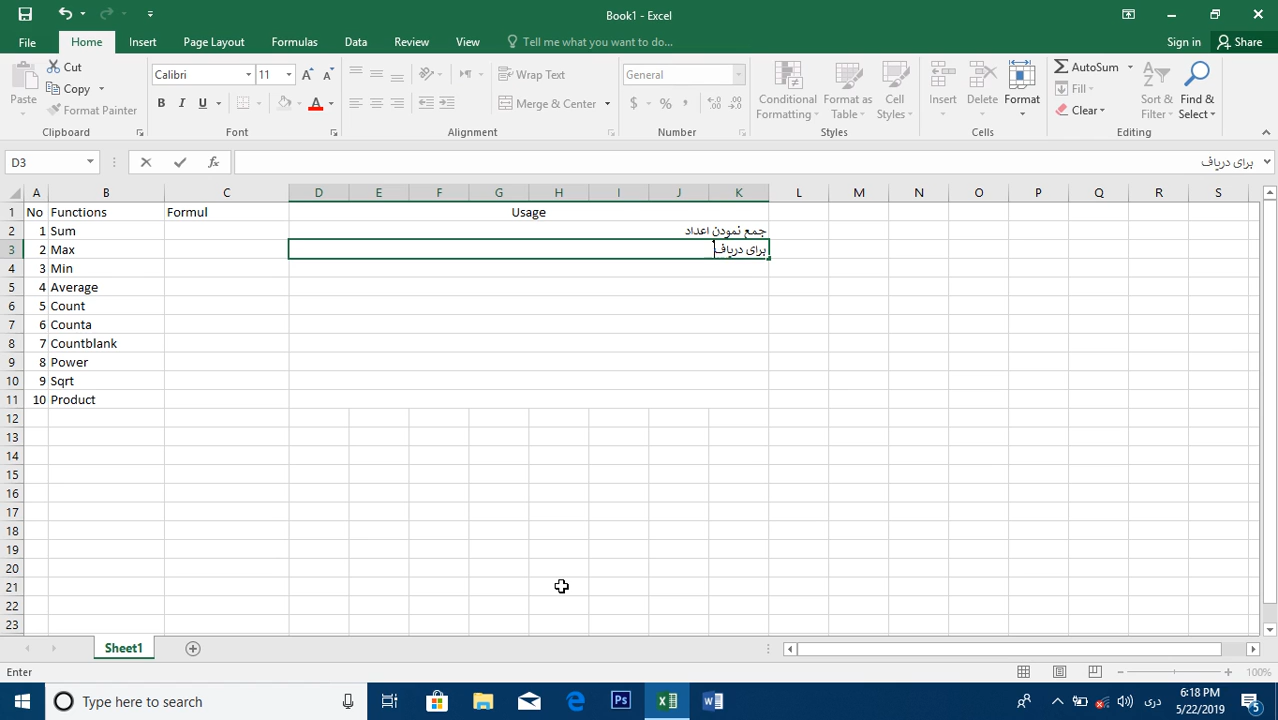 Book1 - Excel
File Home Insert Page Layout Formulas Data Review View Tell me what you want to do... Sign in Share
Cut
Copy
Format Painter
Paste
Clipboard
Calibri 11
B I U
Font
Wrap Text
Merge & Center
Alignment
General
$ % ,
Number
Conditional Formatting
Format as Table
Cell Styles
Styles
Insert Delete Format
Cells
AutoSum
Fill
Clear
Sort & Filter
Find & Select
Editing
D3 fx برای دریاف
A B C D E F G H I J K L M N O P Q R S
1 No Functions Formul Usage
2 1 Sum جمع نمودن اعداد
3 2 Max برای دریاف
4 3 Min
5 4 Average
6 5 Count
7 6 Counta
8 7 Countblank
9 8 Power
10 9 Sqrt
11 10 Product
12
13
14
15
16
17
18
19
20
21
22
23
Sheet1
Enter 100%
Type here to search
Ps
دری
6:18 PM
5/22/2019
5